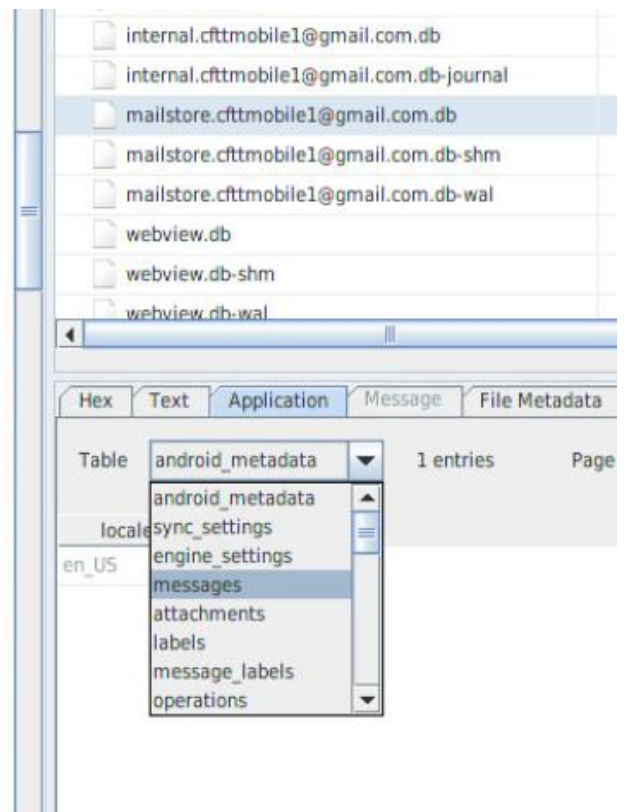 internal.cfttmobile1@gmail.com.db
internal.cfttmobile1@gmail.com.db-journal
mailstore.cfttmobile1@gmail.com.db
mailstore.cfttmobile1@gmail.com.db-shm
mailstore.cfttmobile1@gmail.com.db-wal
webview.db
webview.db-shm
webview.db-wal
Hex Text Application Message File Metadata
Table android_metadata 1 entries Page
android_metadata
locale sync_settings
engine_settings
en_US
messages
attachments
labels
message_labels
operations